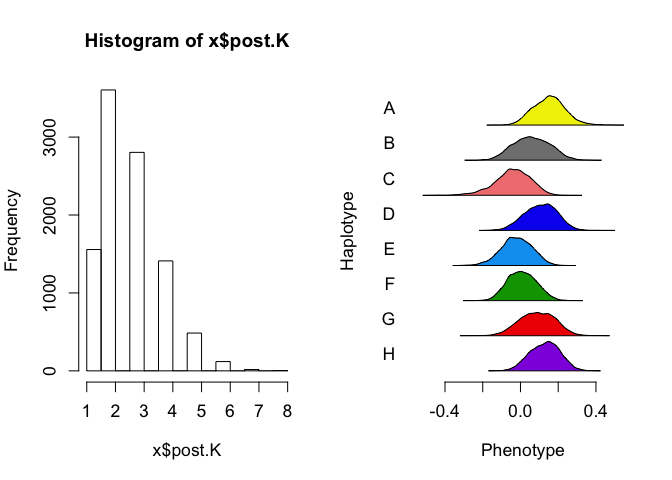 Histogram of x$post.K
Frequency
0
1000
2000
3000
1 2 3 4 5 6 7 8
x$post.K
Haplotype
A
B
C
D
E
F
G
H
-0.4 0.0 0.4
Phenotype